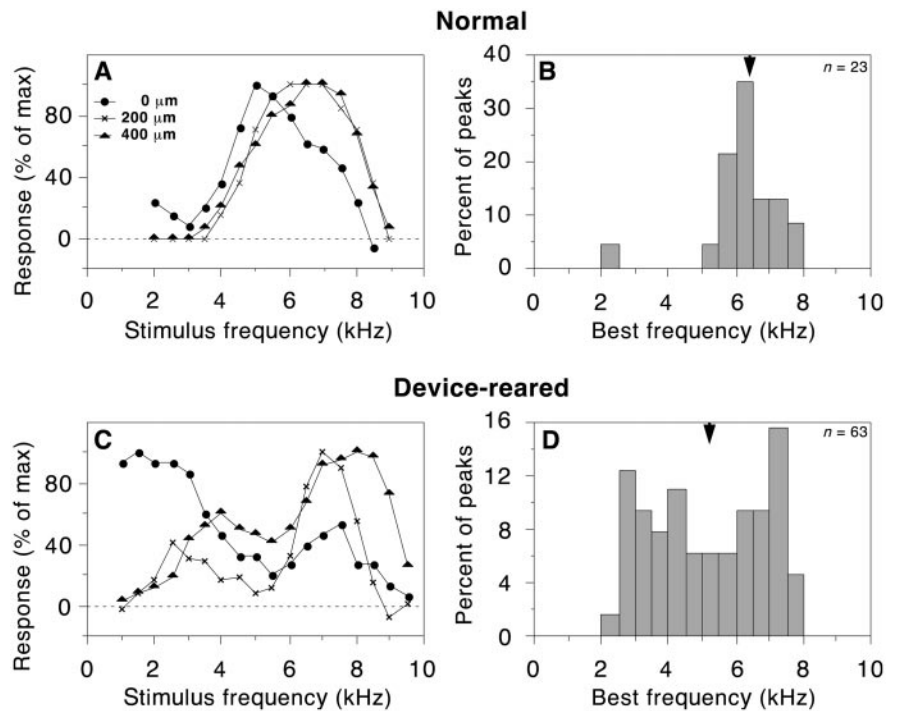 Normal
A
0 μm
200 μm
400 μm
Response (% of max)
80
40
0
0 2 4 6 8 10
Stimulus frequency (kHz)
B
n = 23
Percent of peaks
40
30
20
10
0
0 2 4 6 8 10
Best frequency (kHz)
Device-reared
C
Response (% of max)
80
40
0
0 2 4 6 8 10
Stimulus frequency (kHz)
D
n = 63
Percent of peaks
16
12
8
4
0
0 2 4 6 8 10
Best frequency (kHz)